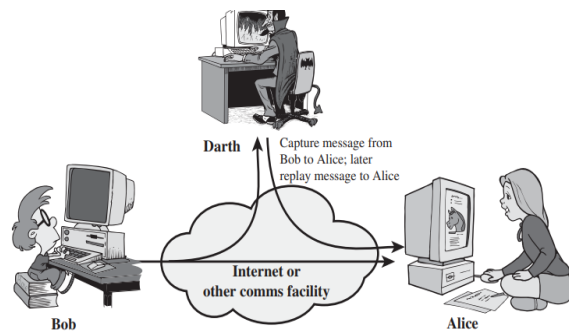 Darth
Capture message from
Bob to Alice; later
replay message to Alice
Internet or
other comms facility
Bob
Alice